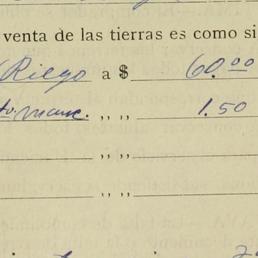 venta de las tierras es como si
Riego a $ 60.00
" " 1.50
" "
" "